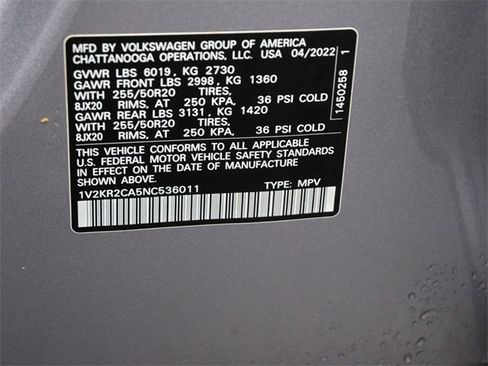 MFD BY VOLKSWAGEN GROUP OF AMERICA
CHATTANOOGA OPERATIONS, LLC. USA 04/2022
GVWR LBS 6019, KG 2730
GAWR FRONT LBS 2998, KG 1360
WITH 255/50R20 TIRES,
8JX20 RIMS, AT 250 KPA, 36 PSI COLD
GAWR REAR LBS 3131, KG 1420
WITH 255/50R20 TIRES,
8JX20 RIMS, AT 250 KPA, 36 PSI COLD
THIS VEHICLE CONFORMS TO ALL APPLICABLE
U.S. FEDERAL MOTOR VEHICLE SAFETY STANDARDS
IN EFFECT ON THE DATE OF MANUFACTURE
1V2KR2CA5NC536011 TYPE: MPV
1450258 1